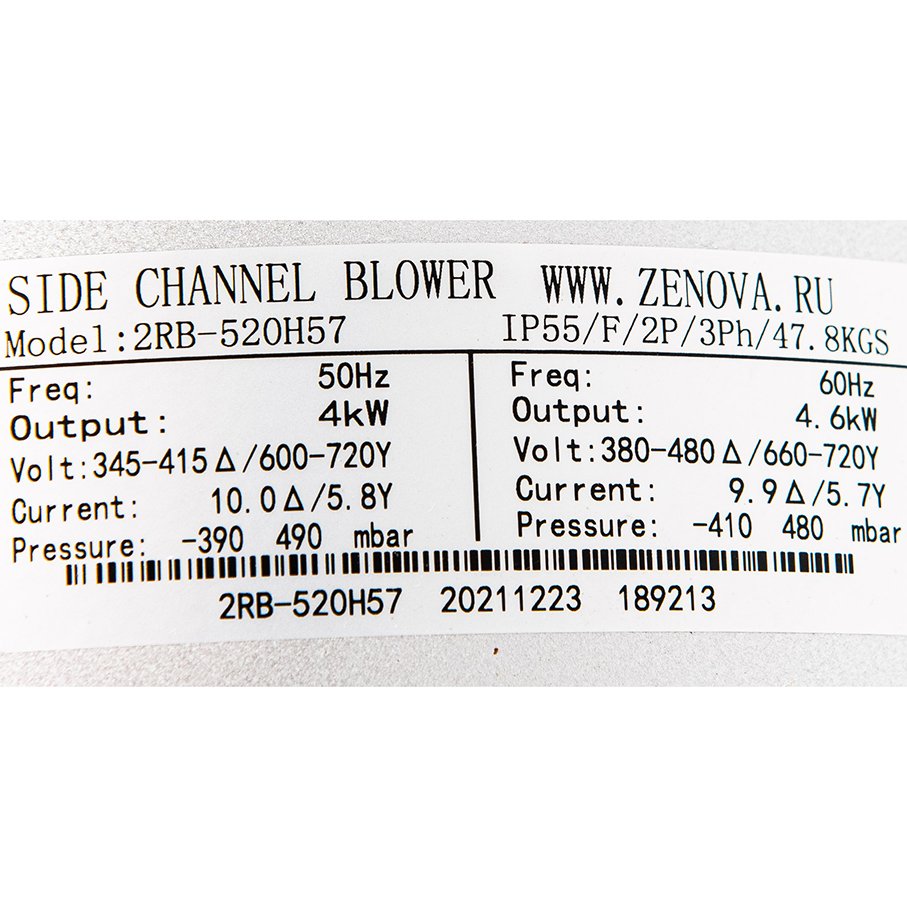 SIDE CHANNEL BLOWER WWW.ZENOVA.RU
Model:2RB-520H57 IP55/F/2P/3Ph/47.8KGS
Freq: 50Hz
Output: 4kW
Volt:345-415Δ/600-720Y
Current: 10.0Δ/5.8Y
Pressure: -390 490 mbar
Freq: 60Hz
Output: 4.6kW
Volt:380-480Δ/660-720Y
Current: 9.9Δ/5.7Y
Pressure: -410 480 mbar
2RB-520H57 20211223 189213